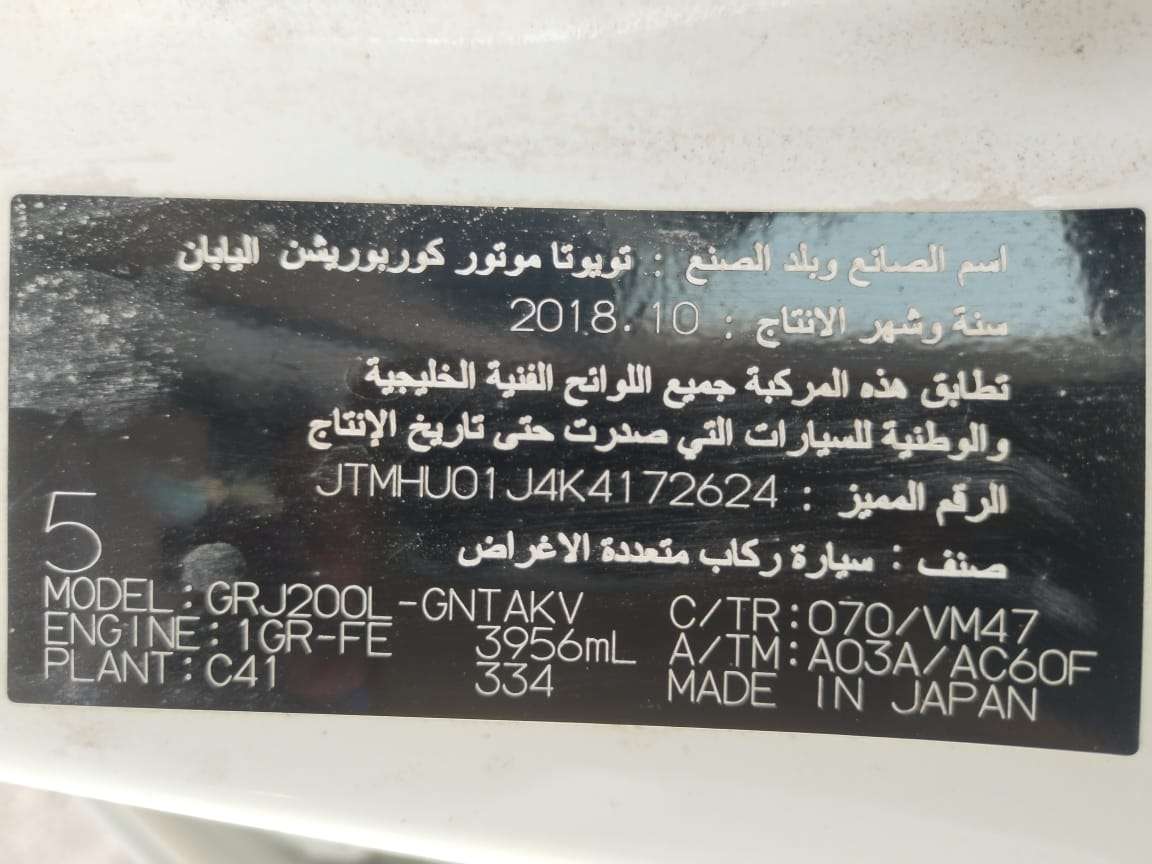 اسم الصانع وبلد الصنع : تويوتا موتور كوربوريشن اليابان
سنة وشهر الانتاج : 2018.10
تطابق هذه المركبة جميع اللوائح الفنية الخليجية
والوطنية للسيارات التي صدرت حتى تاريخ الإنتاج
الرقم المميز : JTMHU01J4K4172624
صنف : سيارة ركاب متعددة الاغراض
5
MODEL : GRJ200L-GNTAKV C/TR : 070/VM47
ENGINE : 1GR-FE 3956mL A/TM : A03A/AC60F
PLANT : C41 334 MADE IN JAPAN